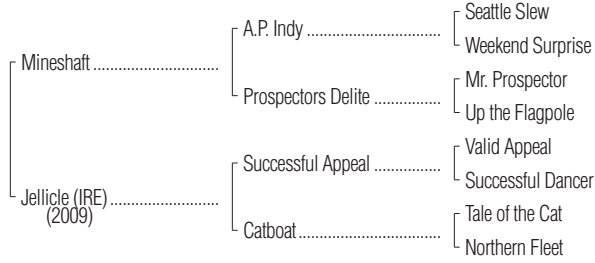 Seattle Slew
A.P. Indy
Weekend Surprise
Mineshaft
Mr. Prospector
Prospectors Delite
Up the Flagpole
Valid Appeal
Successful Appeal
Successful Dancer
Jellicle (IRE)
(2009)
Tale of the Cat
Catboat
Northern Fleet